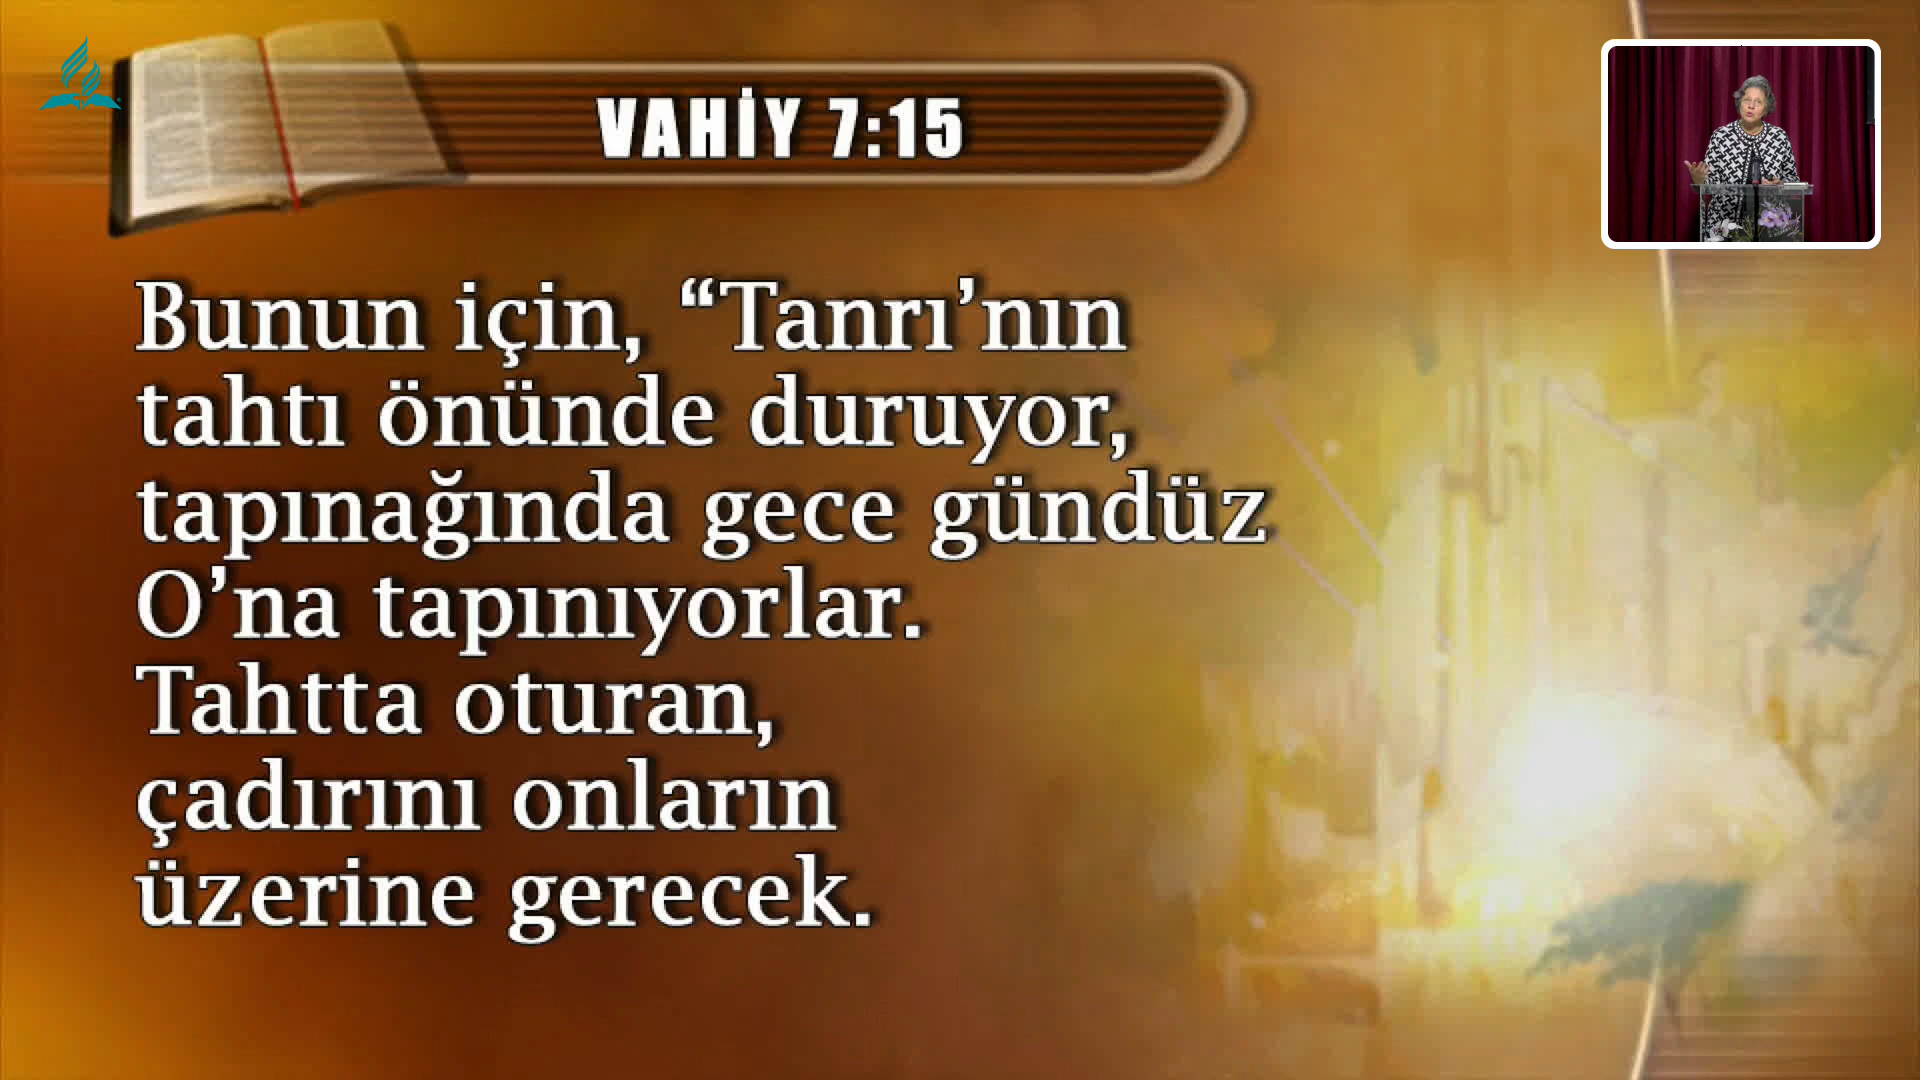 VAHİY 7:15
Bunun için, “Tanrı’nın
tahtı önünde duruyor,
tapınağında gece gündüz
O’na tapınıyorlar.
Tahtta oturan,
çadırını onların
üzerine gerecek.